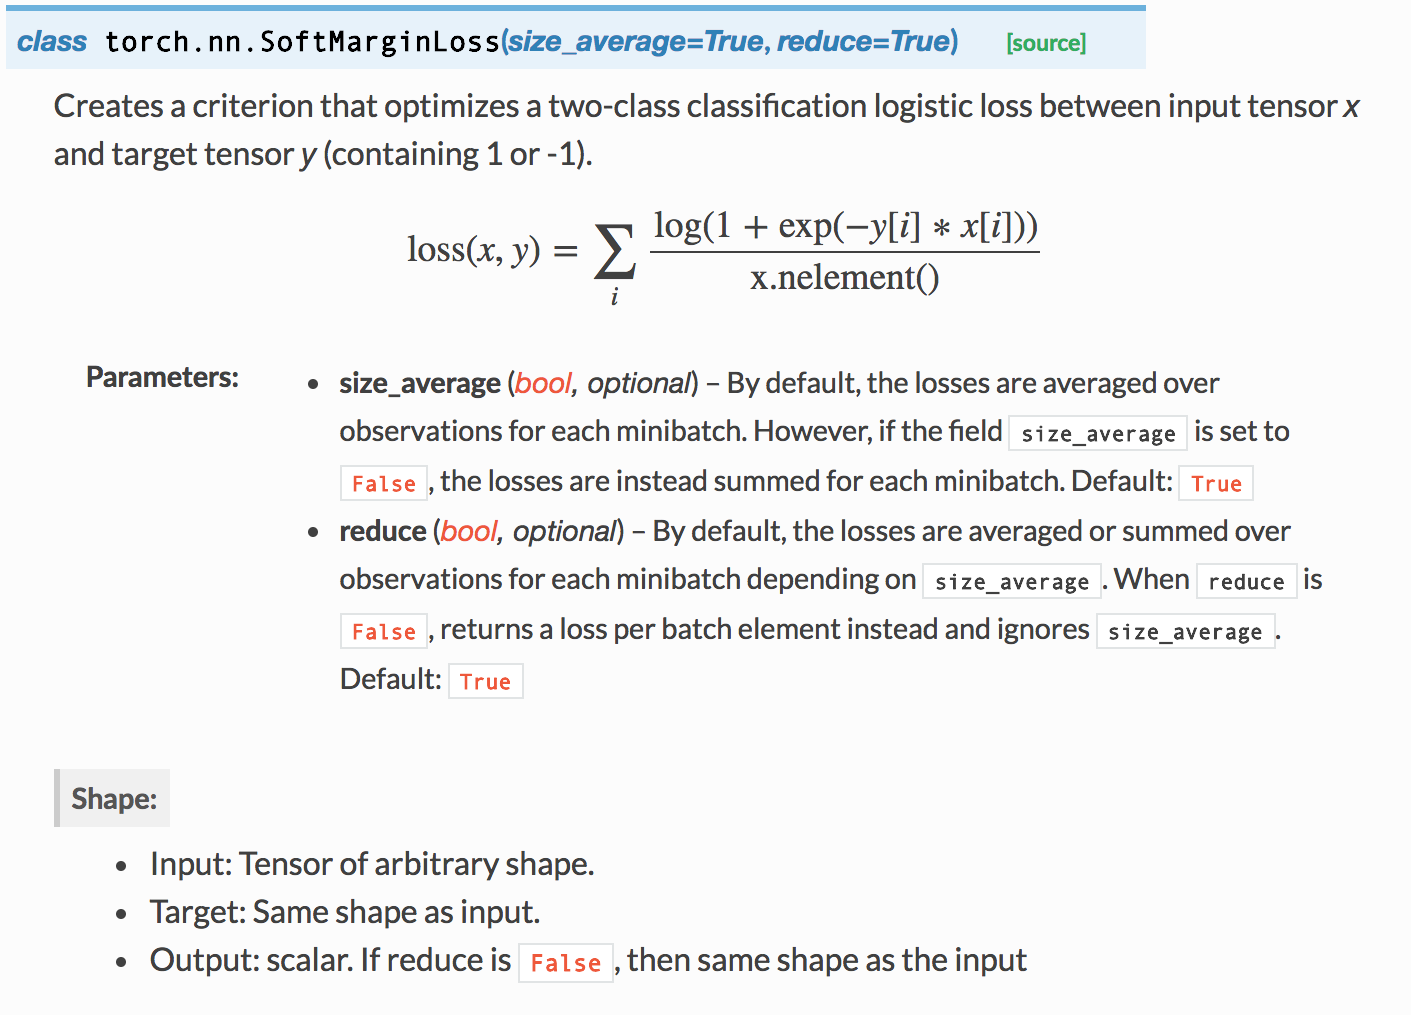 class torch.nn.SoftMarginLoss(size_average=True, reduce=True) [source]
Creates a criterion that optimizes a two-class classification logistic loss between input tensor x
and target tensor y (containing 1 or -1).
loss(x, y) = ∑_i log(1 + exp(−y[i] ∗ x[i])) / x.nelement()
Parameters:
• size_average (bool, optional) – By default, the losses are averaged over
observations for each minibatch. However, if the field size_average is set to
False , the losses are instead summed for each minibatch. Default: True
• reduce (bool, optional) – By default, the losses are averaged or summed over
observations for each minibatch depending on size_average . When reduce is
False , returns a loss per batch element instead and ignores size_average .
Default: True
Shape:
• Input: Tensor of arbitrary shape.
• Target: Same shape as input.
• Output: scalar. If reduce is False , then same shape as the input